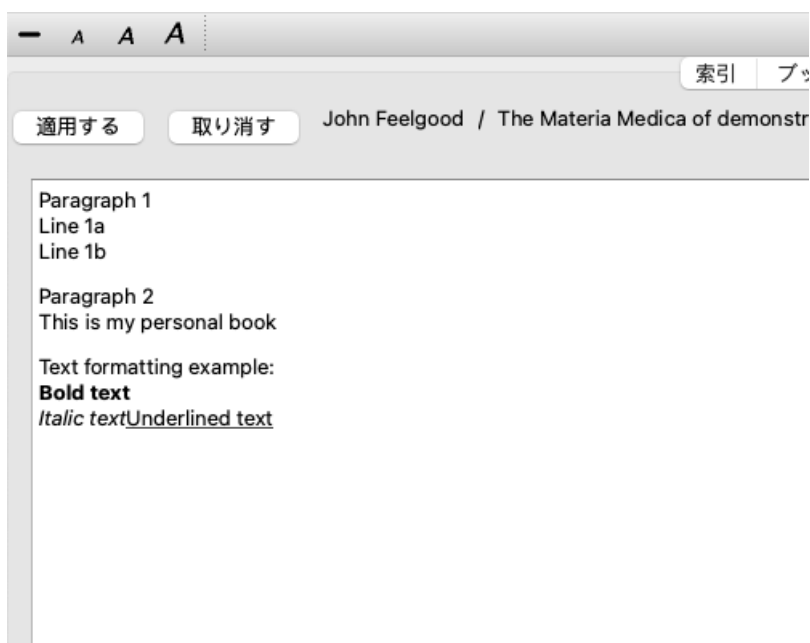 A A A
索引 ブッ
適用する 取り消す John Feelgood / The Materia Medica of demonstr
Paragraph 1
Line 1a
Line 1b
Paragraph 2
This is my personal book
Text formatting example:
Bold text
Italic textUnderlined text